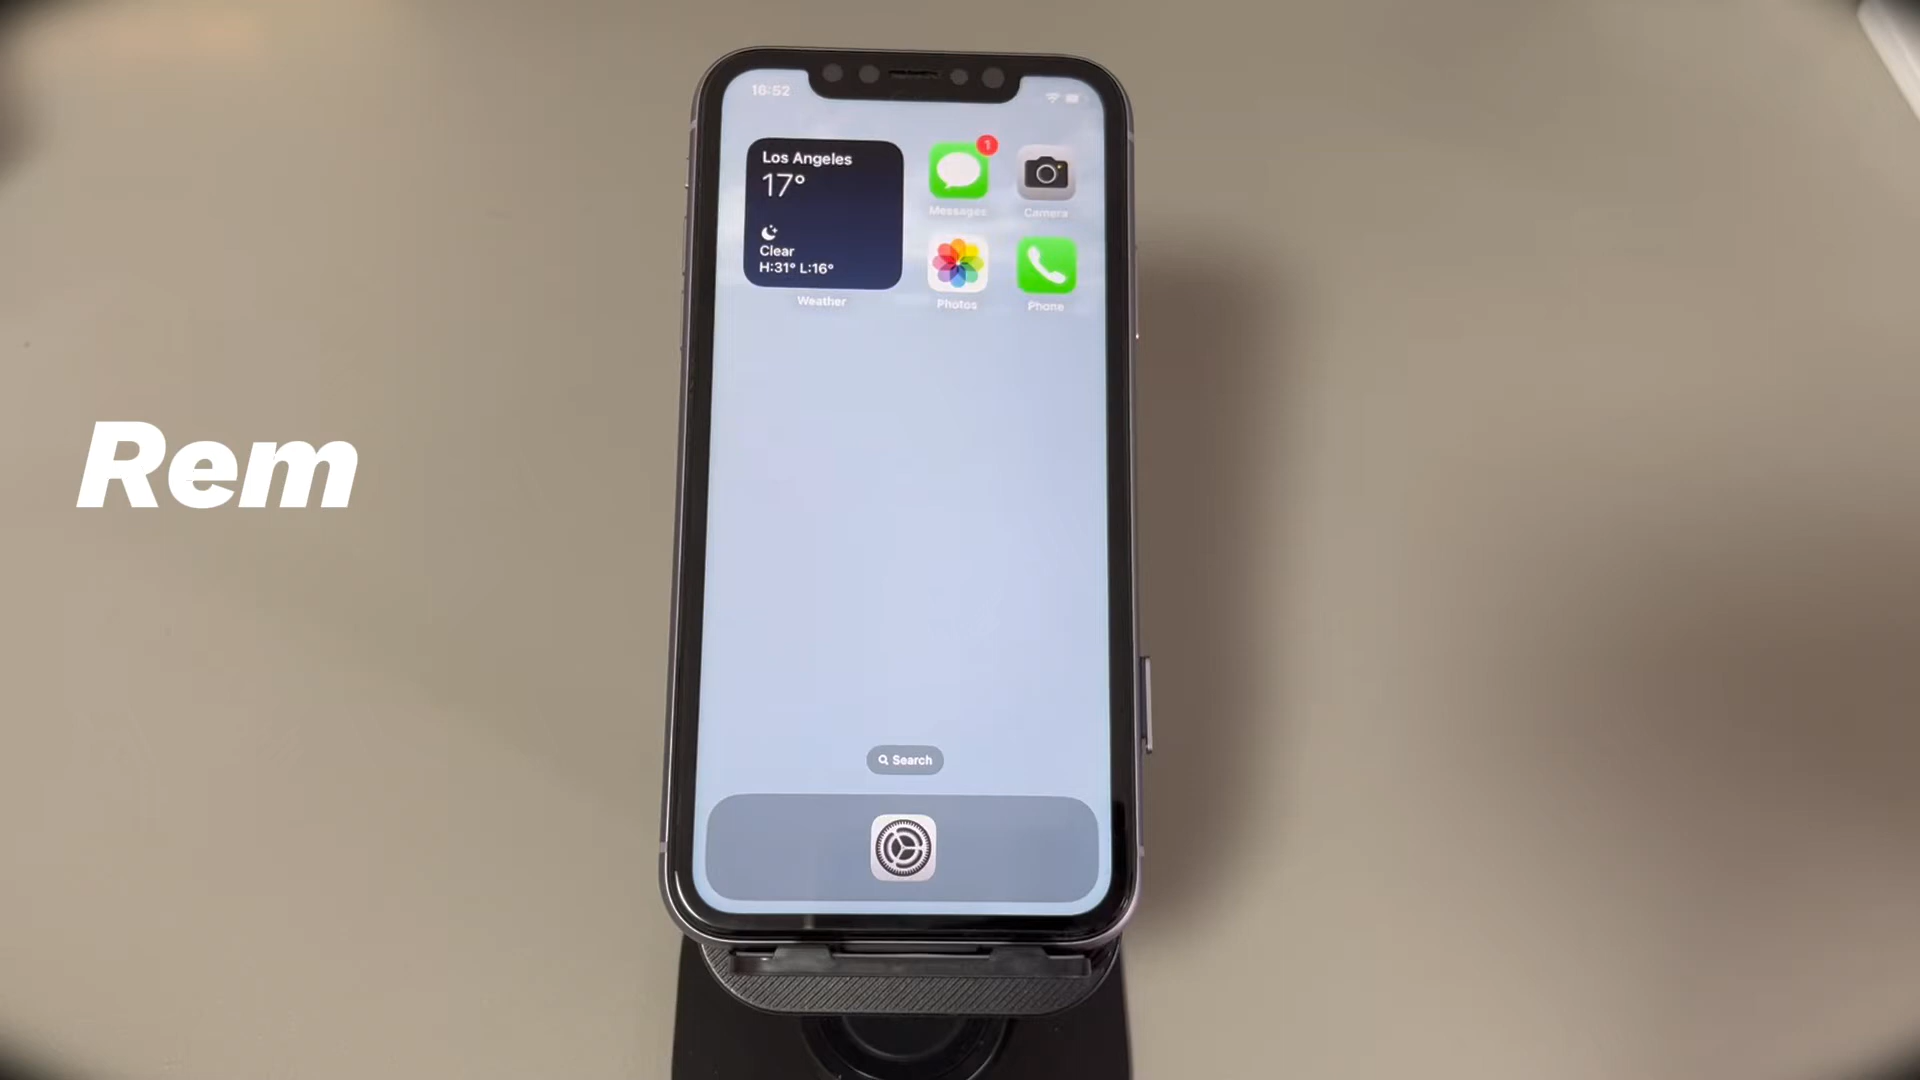 16:52
Los Angeles
17°
Clear
H:31° L:16°
Weather
1
Messages
Camera
Photos
Phone
Rem
Search